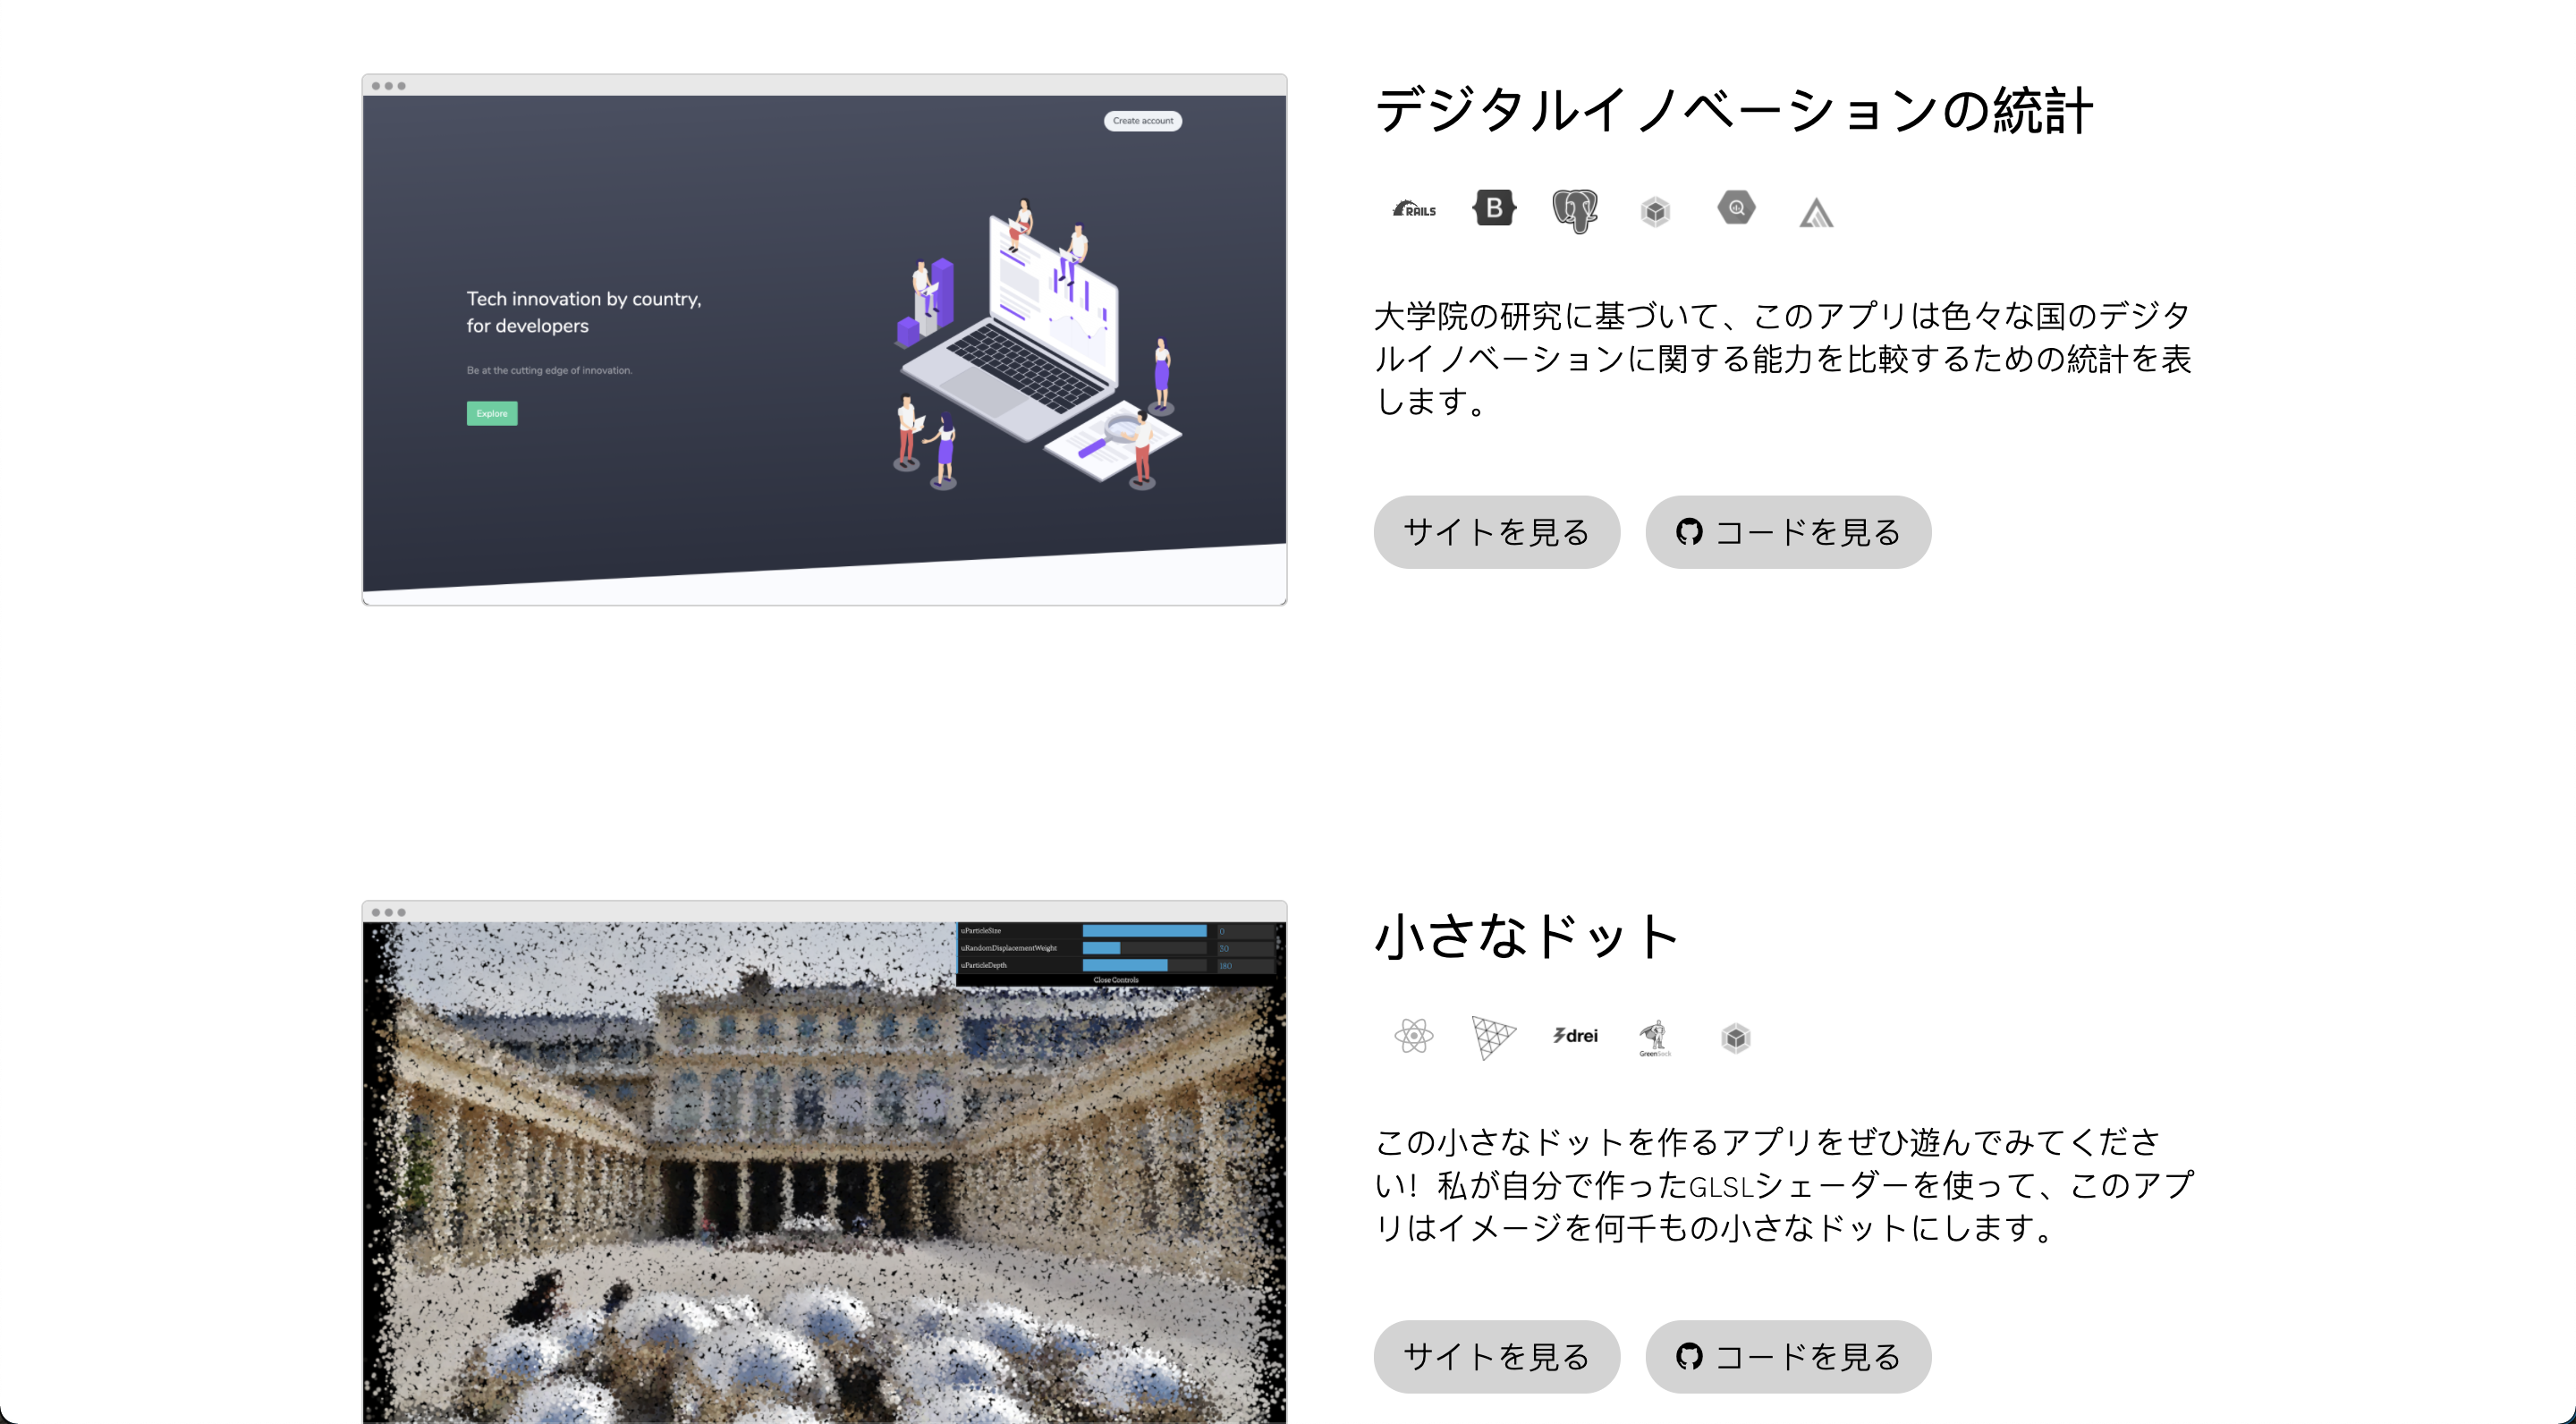 Create account
Tech innovation by country,
for developers
Be at the cutting edge of innovation.
Explore
デジタルイノベーションの統計
RAILS
B
大学院の研究に基づいて、このアプリは色々な国のデジタ
ルイノベーションに関する能力を比較するための統計を表
します。
サイトを見る
コードを見る
uParticleSize 0
uRandomDisplacementWeight 30
uParticleDepth 180
Close Controls
小さなドット
drei
GreenSock
この小さなドットを作るアプリをぜひ遊んでみてくださ
い！私が自分で作ったGLSLシェーダーを使って、このアプ
リはイメージを何千もの小さなドットにします。
サイトを見る
コードを見る